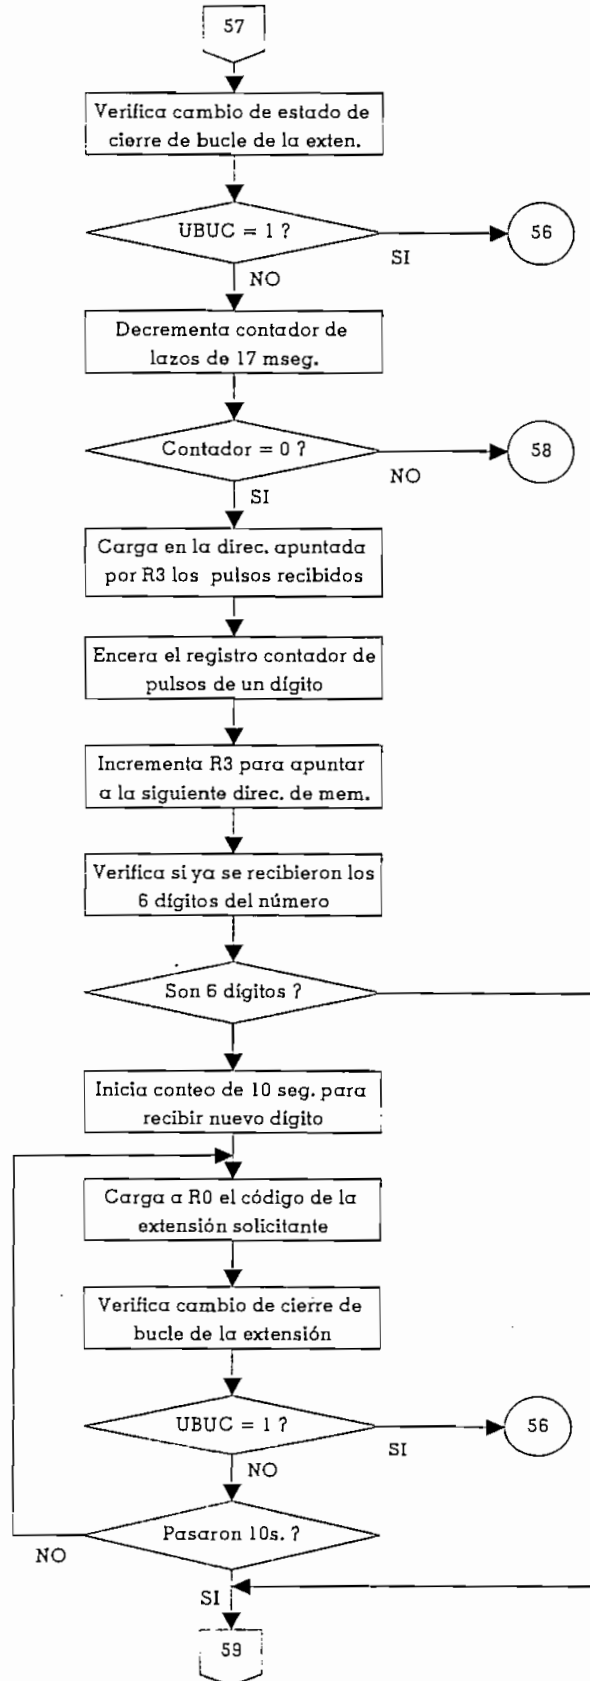 57
Verifica cambio de estado de
cierre de bucle de la exten.
UBUC = 1 ?
56
SI
NO
Decrementa contador de
lazos de 17 mseg.
Contador = 0 ?
58
NO
SI
Carga en la direc. apuntada
por R3 los pulsos recibidos
Encera el registro contador de
pulsos de un dígito
Incrementa R3 para apuntar
a la siguiente direc. de mem.
Verifica si ya se recibieron los
6 dígitos del número
Son 6 dígitos ?
Inicia conteo de 10 seg. para
recibir nuevo dígito
Carga a R0 el código de la
extensión solicitante
Verifica cambio de cierre de
bucle de la extensión
UBUC = 1 ?
56
SI
NO
Pasaron 10s. ?
NO
SI
59